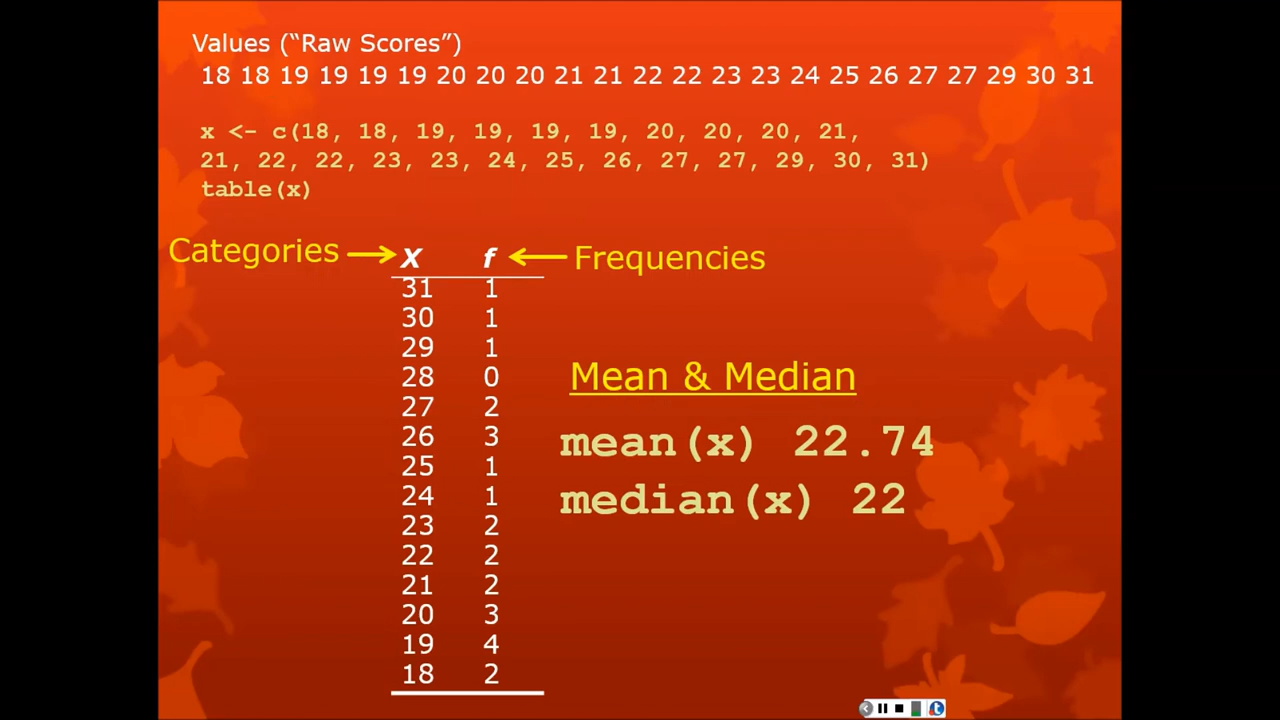 Values (“Raw Scores”)
18 18 19 19 19 19 20 20 20 21 21 22 22 23 23 24 25 26 27 27 29 30 31
x <- c(18, 18, 19, 19, 19, 19, 20, 20, 20, 21,
21, 22, 22, 23, 23, 24, 25, 26, 27, 27, 29, 30, 31)
table(x)
Categories X f Frequencies
31 1
30 1
29 1
28 0
27 2
26 3
25 1
24 1
23 2
22 2
21 2
20 3
19 4
18 2
Mean & Median
mean(x) 22.74
median(x) 22